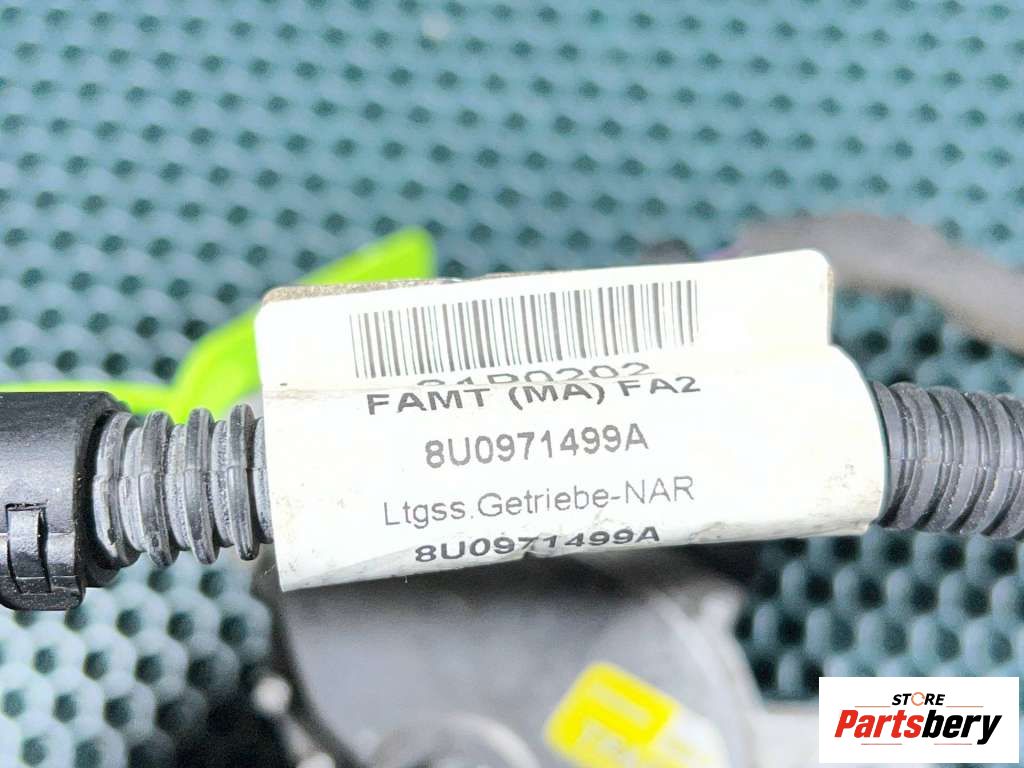 FAMT (MA) FA2
8U0971499A
Ltgss.Getriebe-NAR
8U0971499A
STORE
Partsbery